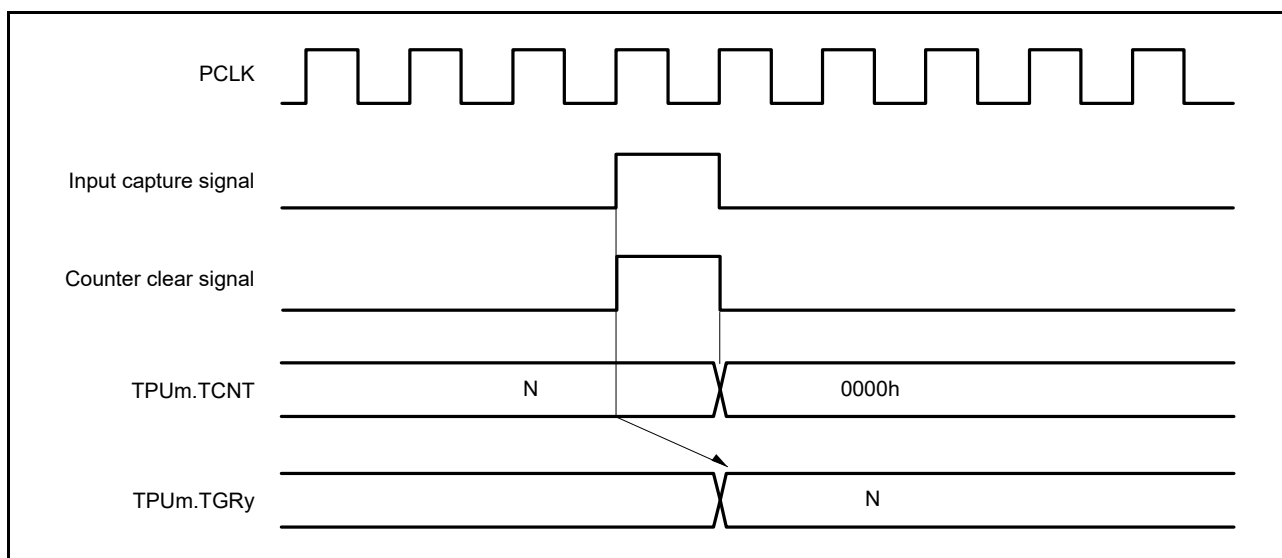 PCLK
Input capture signal
Counter clear signal
TPUm.TCNT
N
0000h
TPUm.TGRy
N